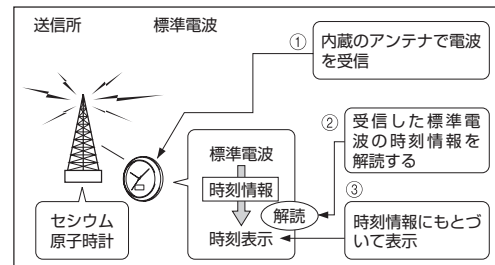 送信所
標準電波
① 内蔵のアンテナで電波
を受信
② 受信した標準電
波の時刻情報を
解読する
標準電波
時刻情報
解読
時刻表示
③
時刻情報にもとづ
いて表示
セシウム
原子時計